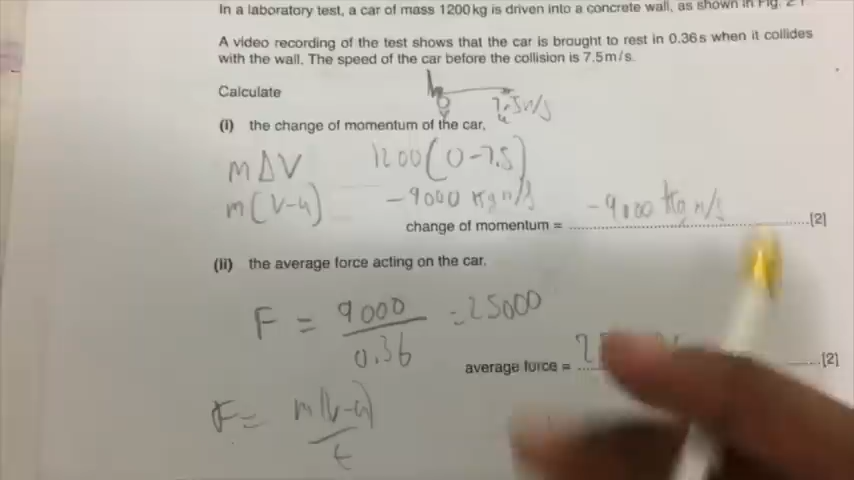 In a laboratory test, a car of mass 1200 kg is driven into a concrete wall, as shown in Fig. 2.1
A video recording of the test shows that the car is brought to rest in 0.36 s when it collides
with the wall. The speed of the car before the collision is 7.5 m/s.
Calculate
7.5 m/s
u
(i) the change of momentum of the car,
m Δ V 1200 (0 - 7.5)
m (V-u) - 9000 kg m/s
change of momentum = - 9000 kg m/s [2]
(ii) the average force acting on the car.
F = 9000 / 0.36 = 25000
average force = [2]
F = m(V-u) / t